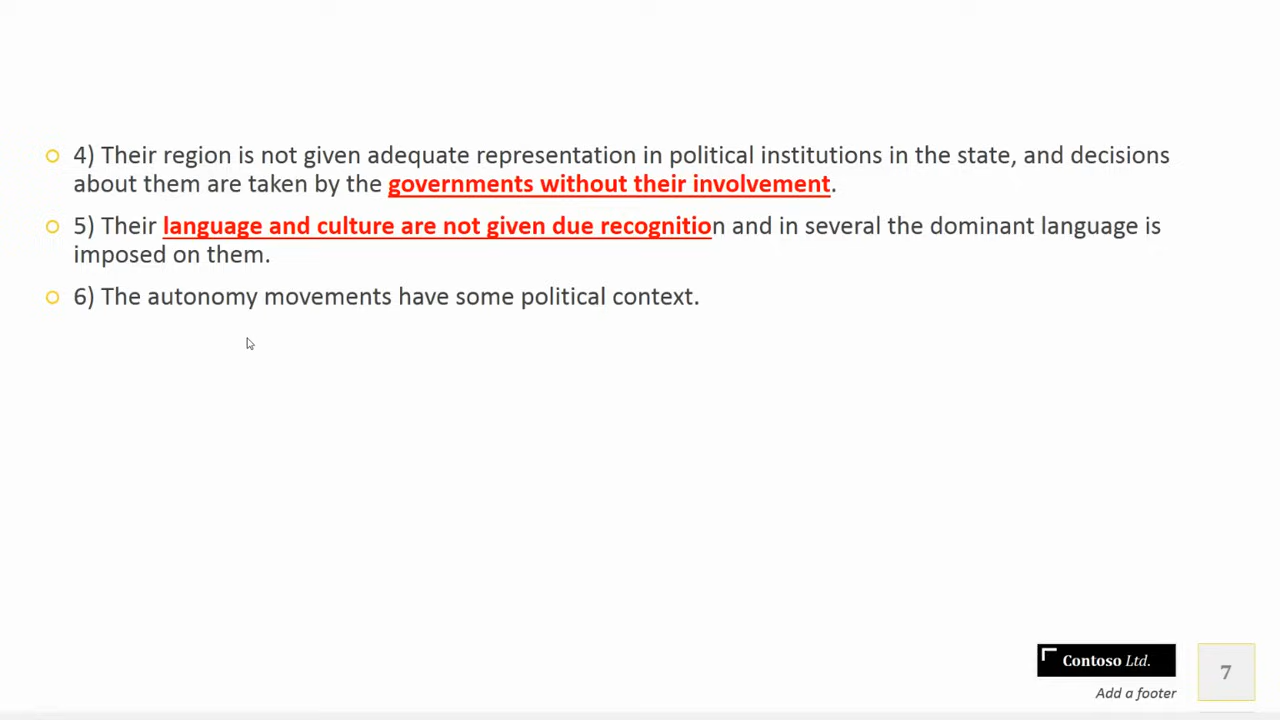 4) Their region is not given adequate representation in political institutions in the state, and decisions
about them are taken by the governments without their involvement.
5) Their language and culture are not given due recognition and in several the dominant language is
imposed on them.
6) The autonomy movements have some political context.
Contoso Ltd.
7
Add a footer